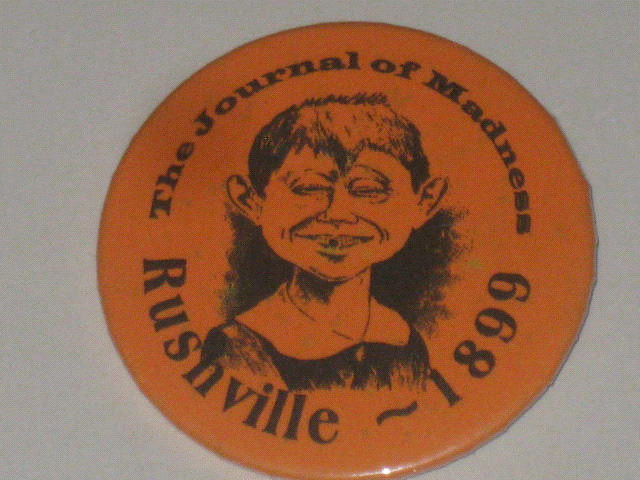 The Journal of Madness
Rushville ~ 1899